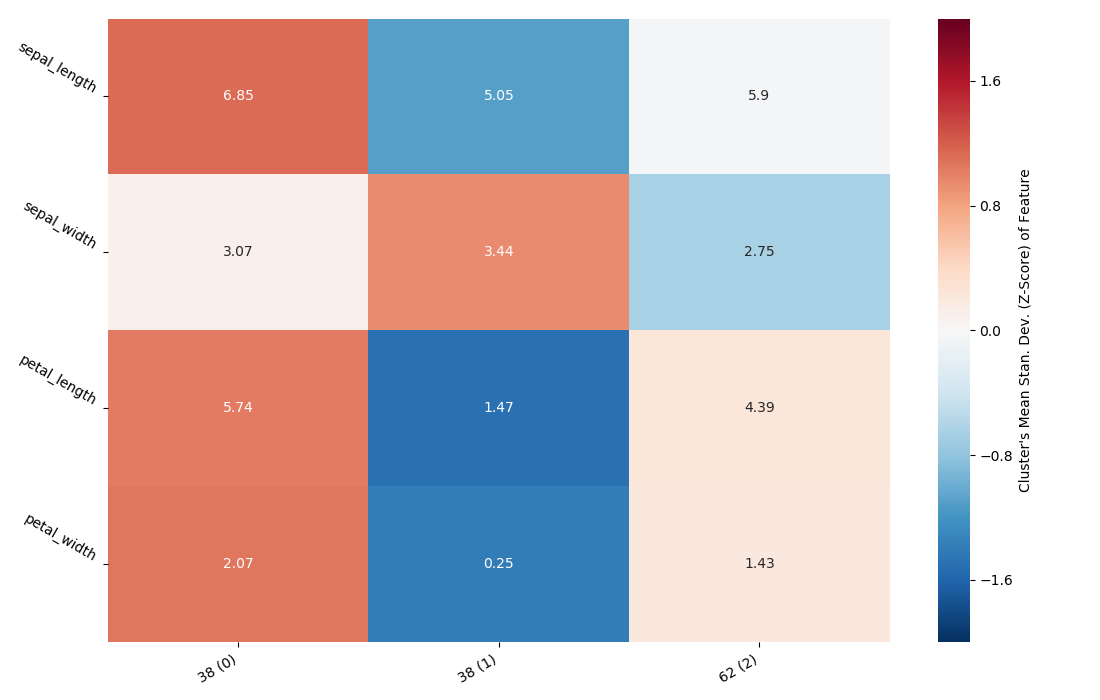 sepal_length
6.85 5.05 5.9
sepal_width
3.07 3.44 2.75
petal_length
5.74 1.47 4.39
petal_width
2.07 0.25 1.43
38 (0) 38 (1) 62 (2)
1.6
0.8
0.0
−0.8
−1.6
Cluster's Mean Stan. Dev. (Z-Score) of Feature